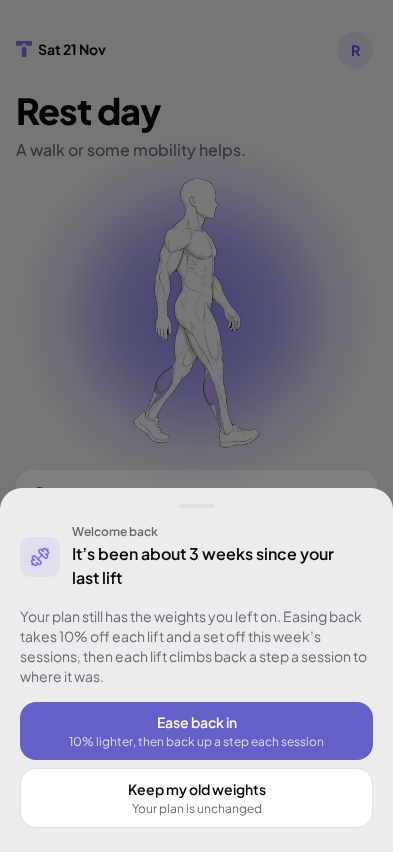 Sat 21 Nov
R
Rest day
A walk or some mobility helps.
Welcome back
It’s been about 3 weeks since your
last lift
Your plan still has the weights you left on. Easing back
takes 10% off each lift and a set off this week’s
sessions, then each lift climbs back a step a session to
where it was.
Ease back in
10% lighter, then back up a step each session
Keep my old weights
Your plan is unchanged